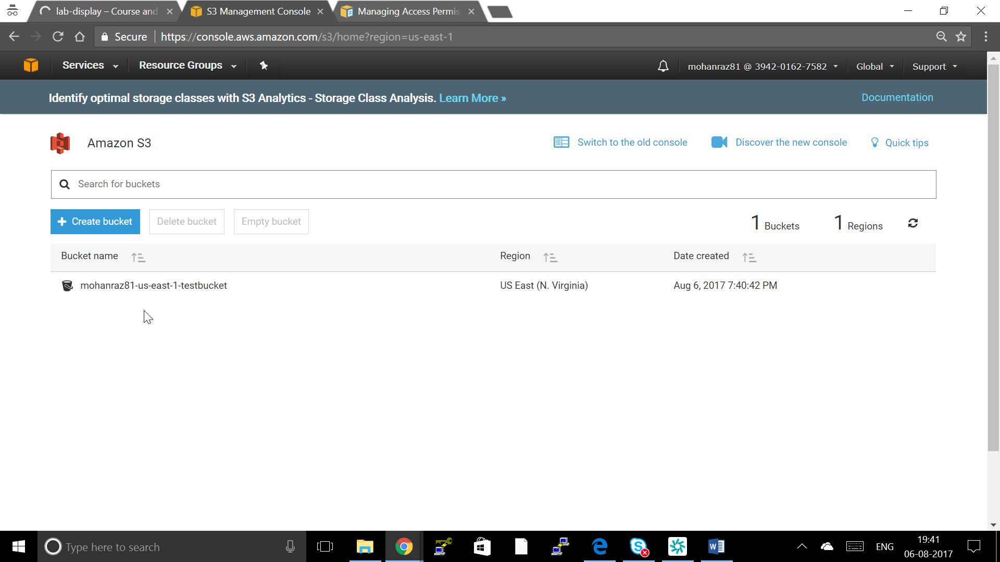 lab-display – Course and
S3 Management Console
Managing Access Permis
Secure
https://console.aws.amazon.com/s3/home?region=us-east-1
Services
Resource Groups
mohanraz81 @ 3942-0162-7582
Global
Support
Identify optimal storage classes with S3 Analytics - Storage Class Analysis. Learn More »
Documentation
Amazon S3
Switch to the old console
Discover the new console
Quick tips
Search for buckets
+ Create bucket
Delete bucket
Empty bucket
1 Buckets
1 Regions
Bucket name
Region
Date created
mohanraz81-us-east-1-testbucket
US East (N. Virginia)
Aug 6, 2017 7:40:42 PM
Type here to search
ENG
19:41
06-08-2017